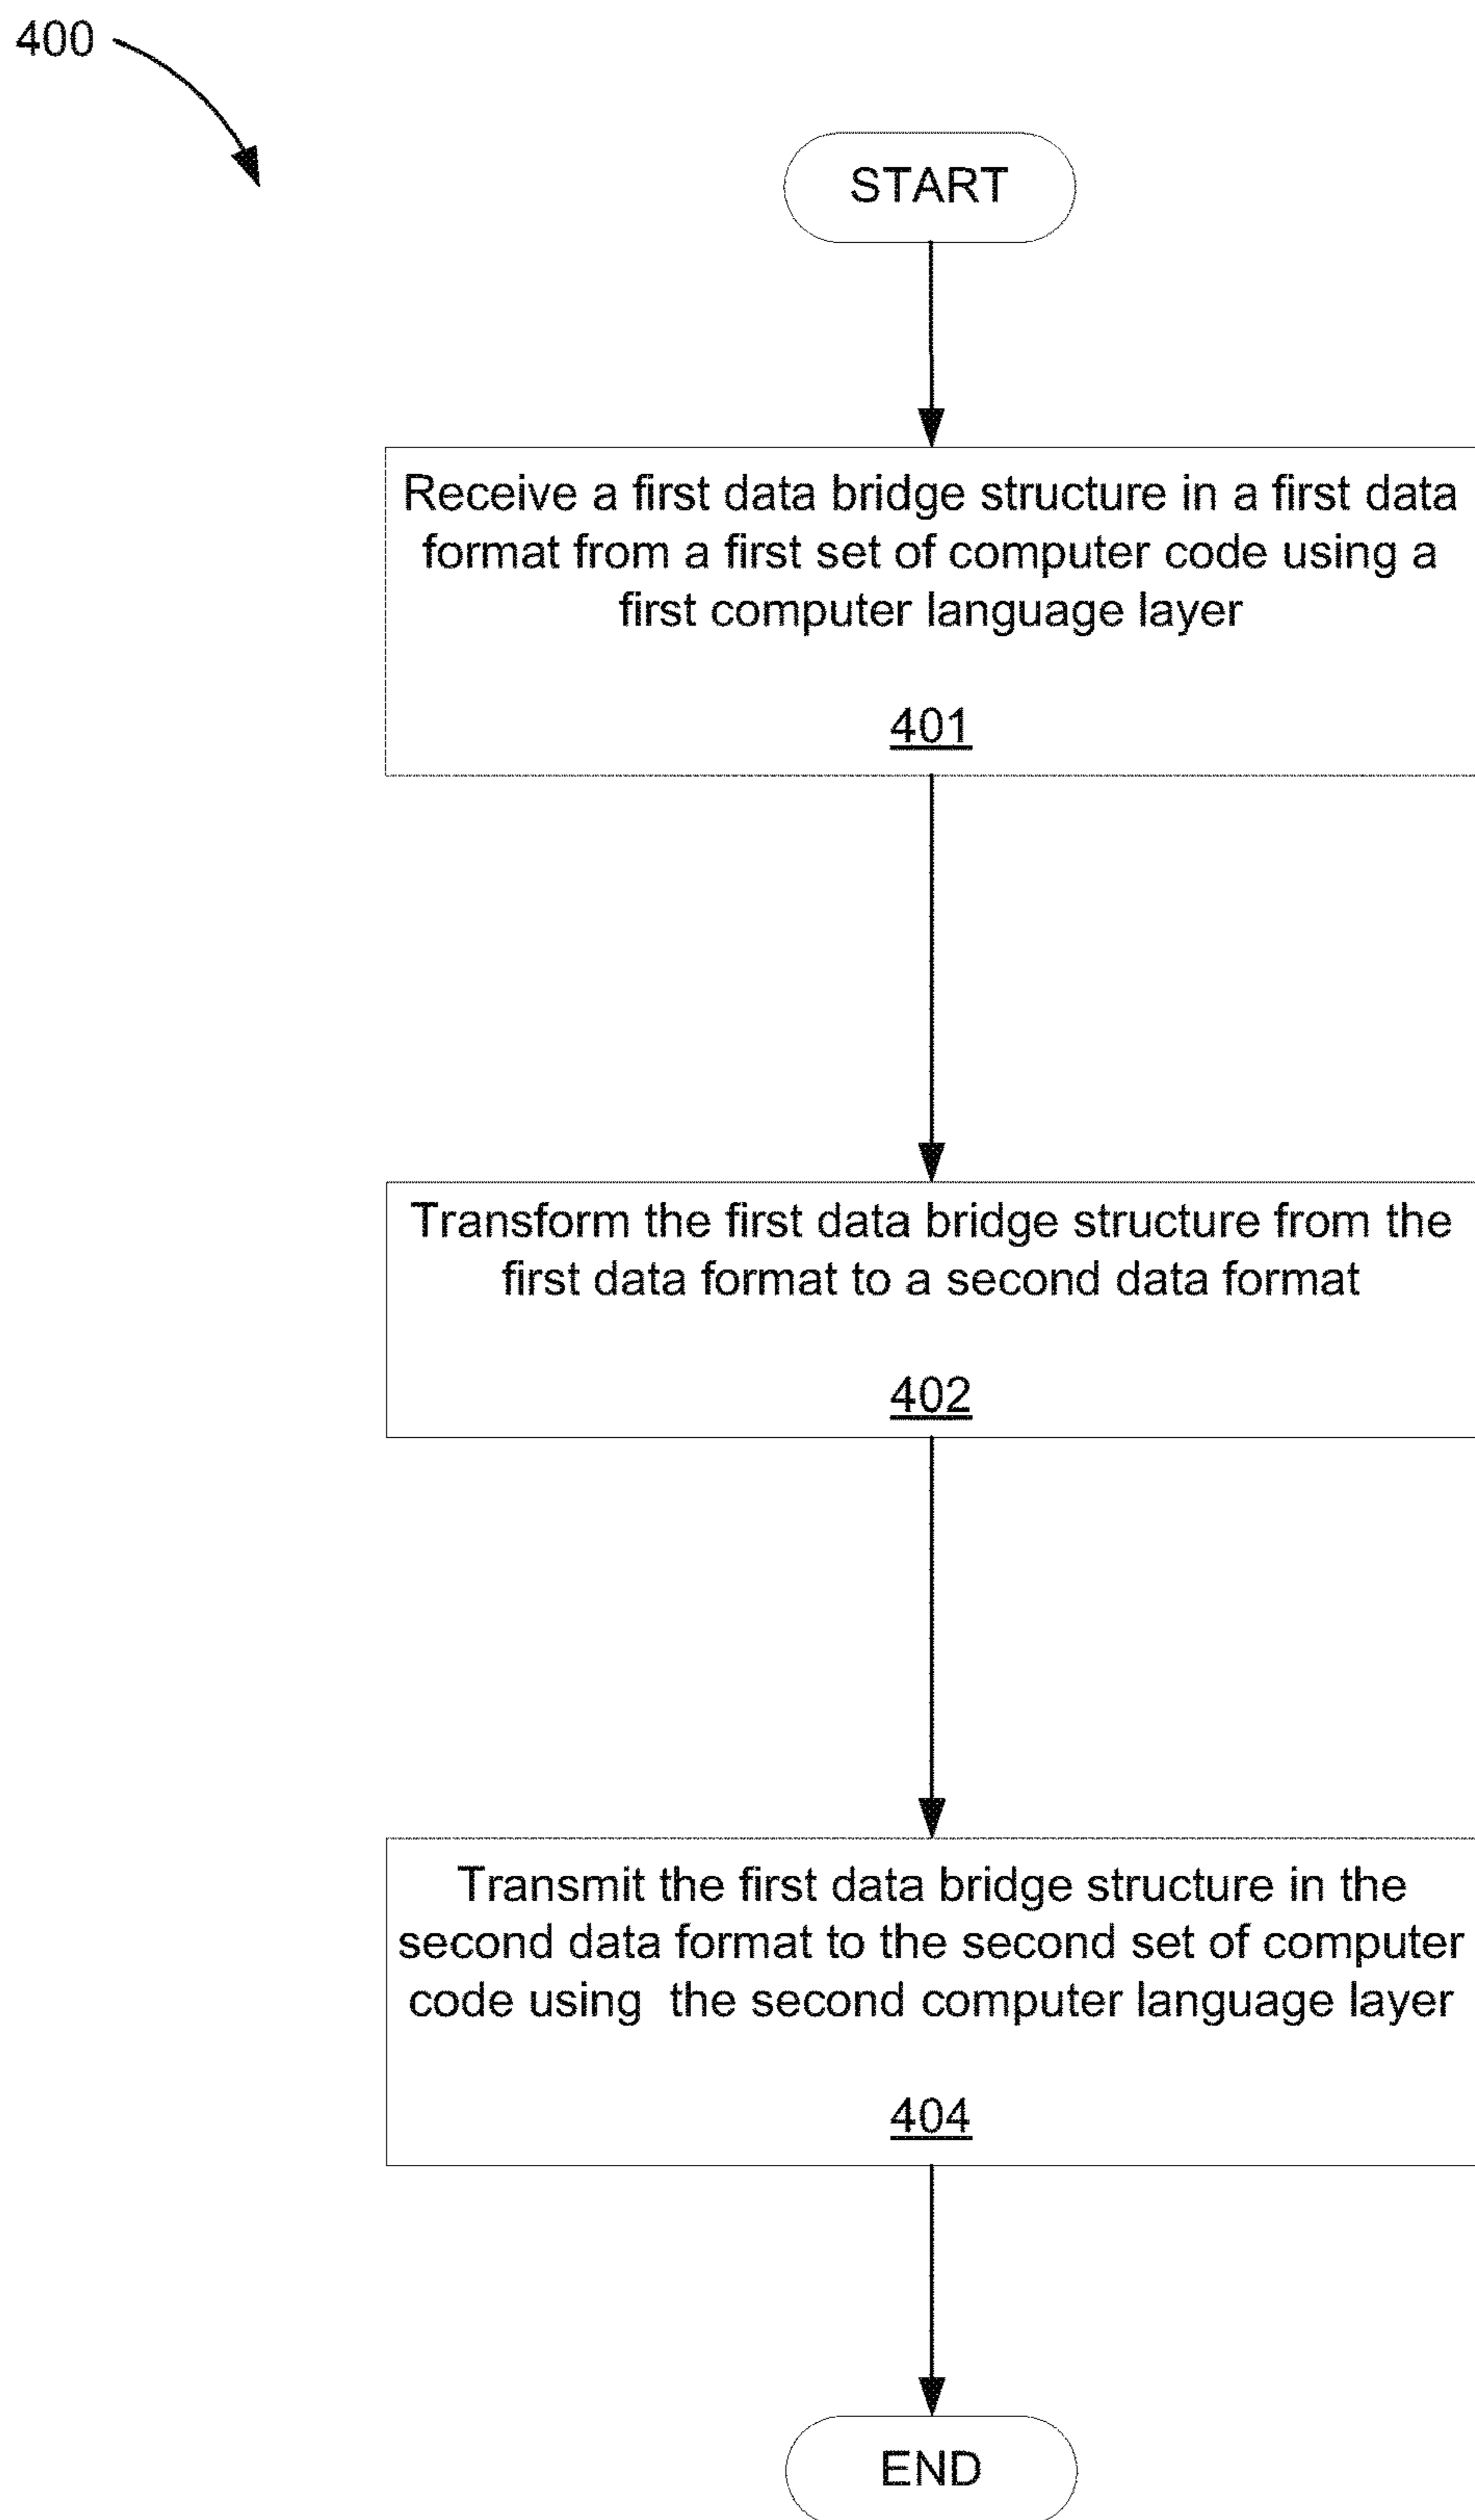 400
START
Receive a first data bridge structure in a first data
format from a first set of computer code using a
first computer language layer
401
Transform the first data bridge structure from the
first data format to a second data format
402
Transmit the first data bridge structure in the
second data format to the second set of computer
code using  the second computer language layer
404
END